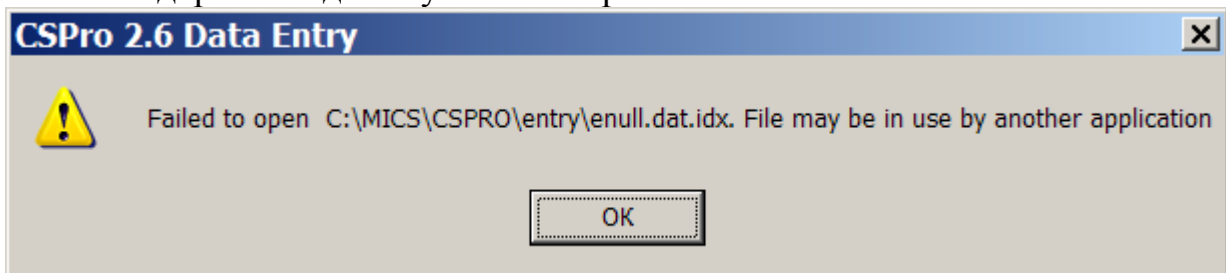 CSPro 2.6 Data Entry
Failed to open C:\MICS\CSPRO\entry\enull.dat.idx. File may be in use by another application
OK